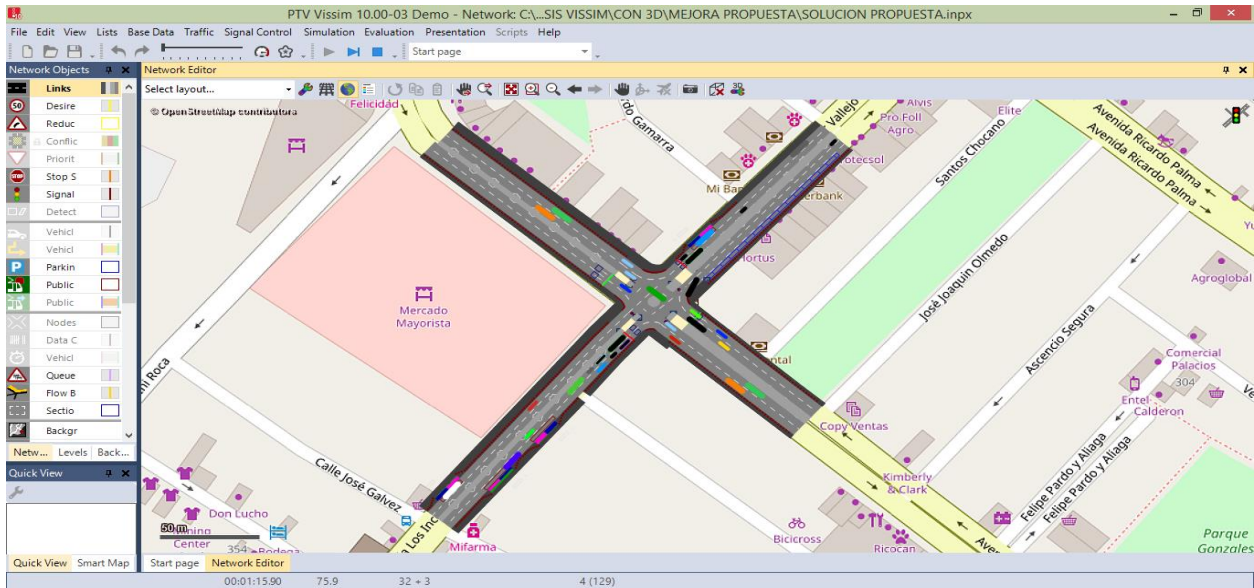 PTV Vissim 10.00-03 Demo - Network: C:\...SIS VISSIM\CON 3D\MEJORA PROPUESTA\SOLUCION PROPUESTA.inpx
File Edit View Lists Base Data Traffic Signal Control Simulation Evaluation Presentation Scripts Help
Start page
Network Objects
Network Editor
Links
Select layout...
50
Desire
Reduc
Conflic
Priorit
STOP
Stop S
Signal
Detect
Vehicl
Vehicl
P
Parkin
Public
Public
Nodes
Data C
Vehicl
Queue
Flow B
Sectio
Backgr
Netw... Levels Back...
Quick View
Quick View Smart Map
© OpenStreetMap contributors
Felicidad
Gamarra
Vallejo
Alvis
Pro Foll
Agro.
Elite
Avenida Ricardo Palma
Avenida Ricardo Palma
Santos Chocano
Mercado
Mayorista
José Joaquín Olmedo
Agroglobal
Ascencio Segura
Comercial
Palacios
304
Entel-
Calderon
Copy Ventas
Felipe Pardo y Aliaga
Felipe Pardo y Aliaga
Kimberly
& Clark
Calle José Galvez
Don Lucho
50 m
Center
354
Mifarma
Bicicross
Ricocan
Parque
Start page Network Editor
00:01:15.90 75.9 32 + 3 4 (129)